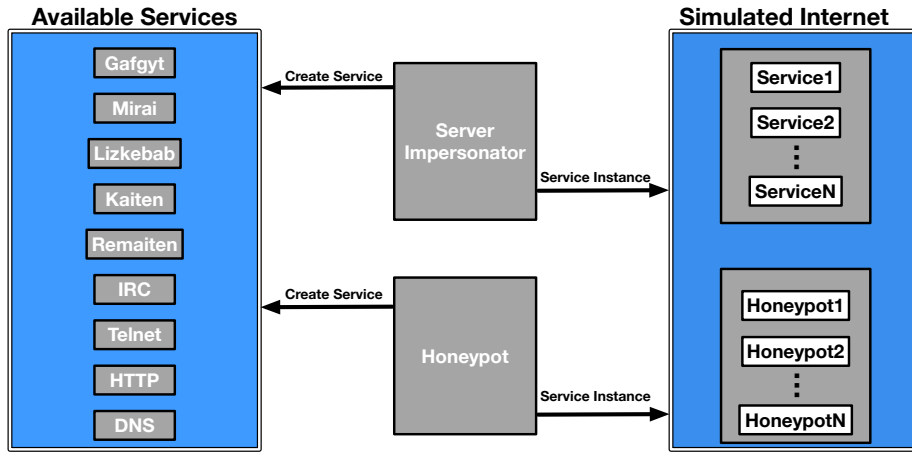 Available Services
Gafgyt
Mirai
Lizkebab
Kaiten
Remaiten
IRC
Telnet
HTTP
DNS
Create Service
Server
Impersonator
Service Instance
Create Service
Honeypot
Service Instance
Simulated Internet
Service1
Service2
ServiceN
Honeypot1
Honeypot2
HoneypotN